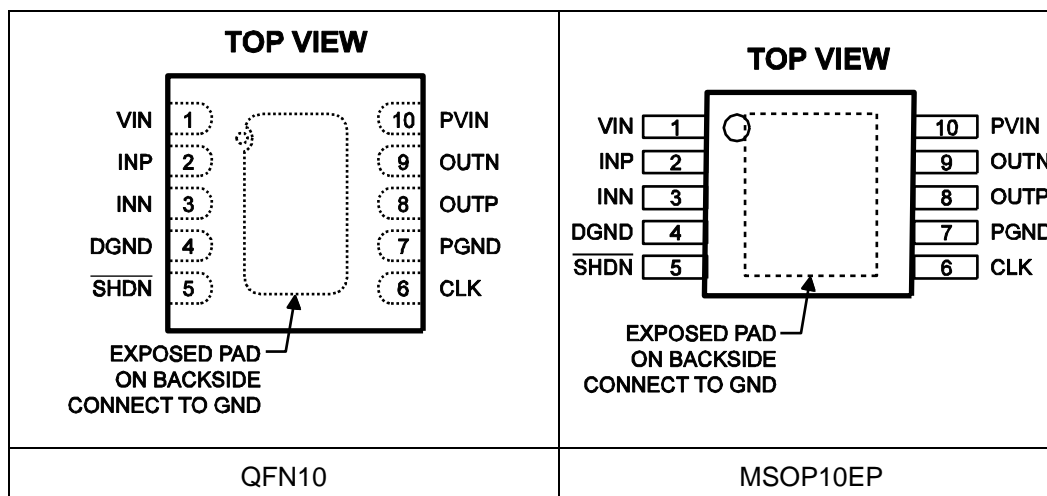 TOP VIEW
VIN 1
INP 2
INN 3
DGND 4
SHDN 5
10 PVIN
9 OUTN
8 OUTP
7 PGND
6 CLK
EXPOSED PAD
ON BACKSIDE
CONNECT TO GND
QFN10
TOP VIEW
VIN 1
INP 2
INN 3
DGND 4
SHDN 5
10 PVIN
9 OUTN
8 OUTP
7 PGND
6 CLK
EXPOSED PAD
ON BACKSIDE
CONNECT TO GND
MSOP10EP